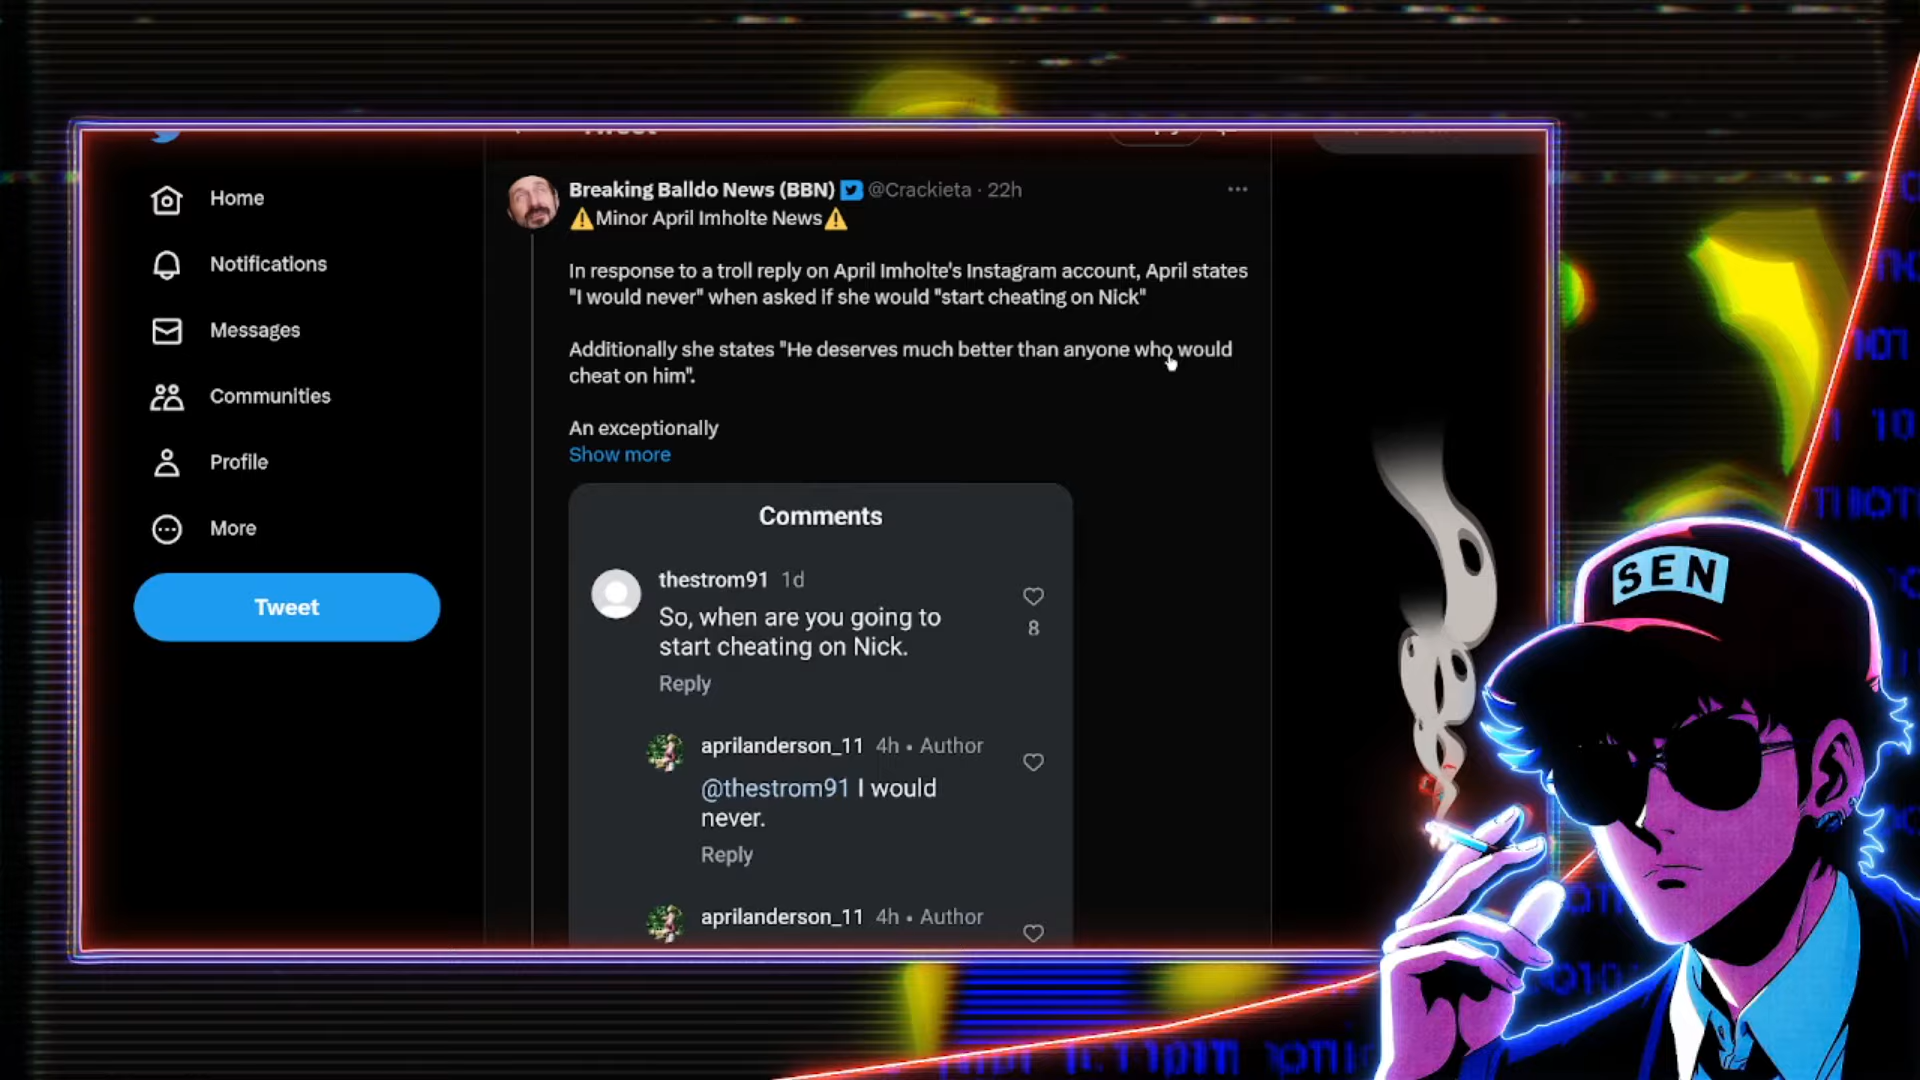 Home
Notifications
Messages
Communities
Profile
More
Tweet
Tweet
Breaking Balldo News (BBN) @Crackieta · 22h
⚠️Minor April Imholte News⚠️
In response to a troll reply on April Imholte's Instagram account, April states
"I would never" when asked if she would "start cheating on Nick"
Additionally she states "He deserves much better than anyone who would
cheat on him".
An exceptionally
Show more
Comments
thestrom91 1d
So, when are you going to
start cheating on Nick.
8
Reply
aprilanderson_11 4h • Author
@thestrom91 I would
never.
Reply
aprilanderson_11 4h • Author
SEN